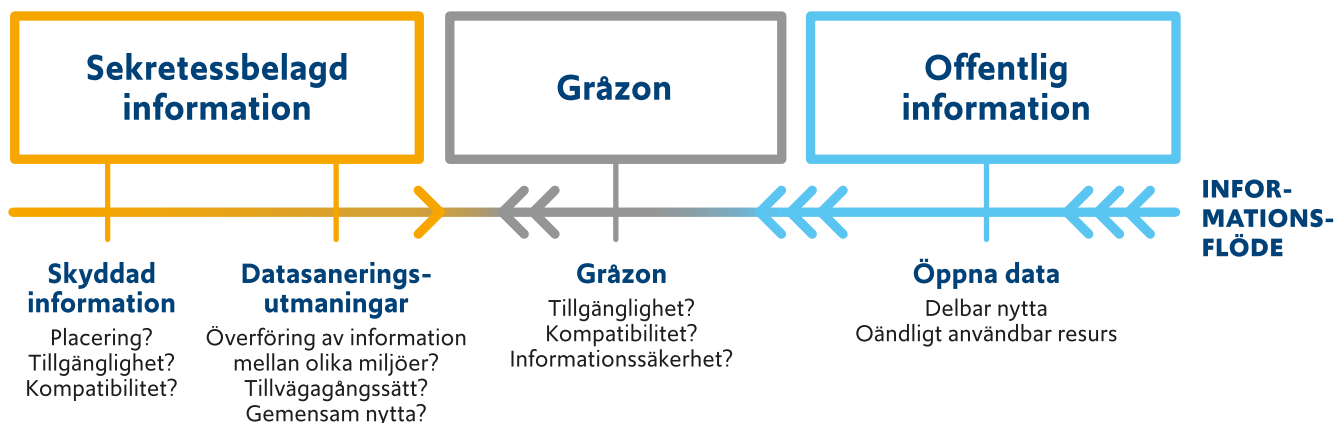 Sekretessbelagd
information
Gråzon
Offentlig
information
INFOR-
MATIONS-
FLÖDE
Skyddad
information
Placering?
Tillgänglighet?
Kompatibilitet?
Datasanerings-
utmaningar
Överföring av information
mellan olika miljöer?
Tillvägagångssätt?
Gemensam nytta?
Gråzon
Tillgänglighet?
Kompatibilitet?
Informationssäkerhet?
Öppna data
Delbar nytta
Oändligt användbar resurs